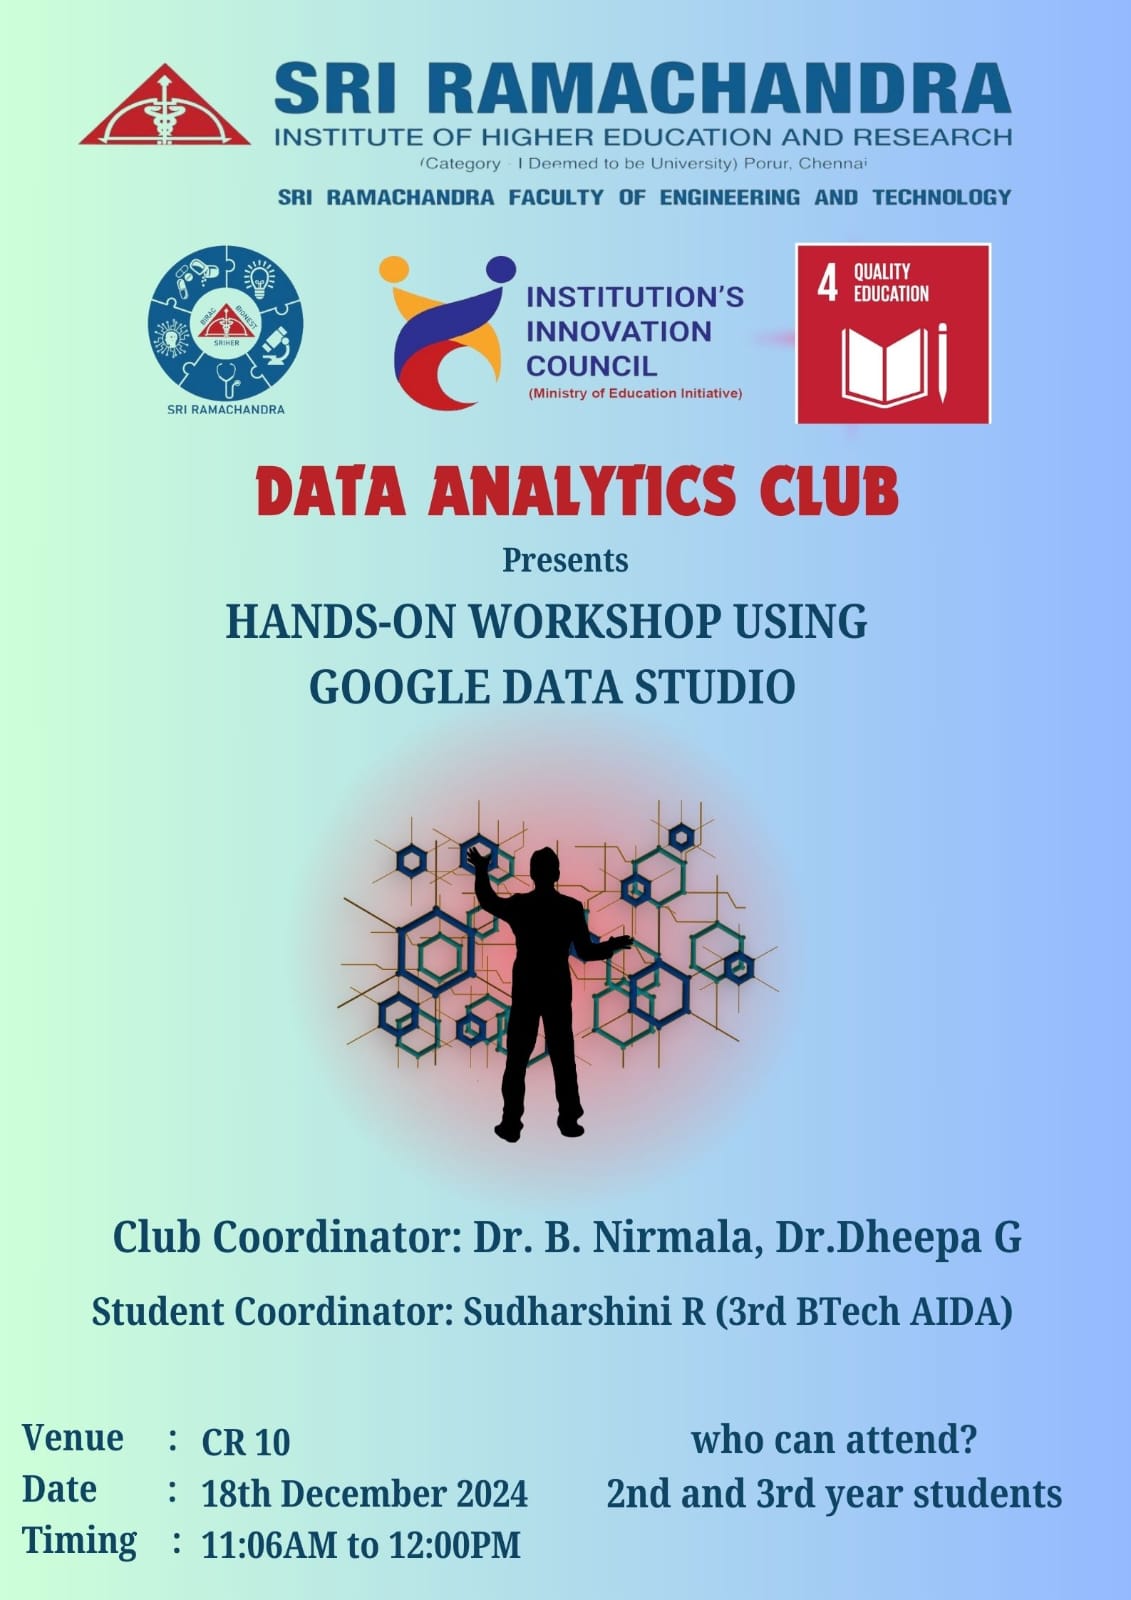 SRI RAMACHANDRA
INSTITUTE OF HIGHER EDUCATION AND RESEARCH
(Category - I Deemed to be University) Porur, Chennai
SRI RAMACHANDRA FACULTY OF ENGINEERING AND TECHNOLOGY
BIRAC
BIONEST
SRIHER
SRI RAMACHANDRA
INSTITUTION'S
INNOVATION
COUNCIL
(Ministry of Education Initiative)
4 QUALITY
EDUCATION
DATA ANALYTICS CLUB
Presents
HANDS-ON WORKSHOP USING
GOOGLE DATA STUDIO
Club Coordinator: Dr. B. Nirmala, Dr.Dheepa G
Student Coordinator: Sudharshini R (3rd BTech AIDA)
Venue : CR 10
Date : 18th December 2024
Timing : 11:06AM to 12:00PM
who can attend?
2nd and 3rd year students